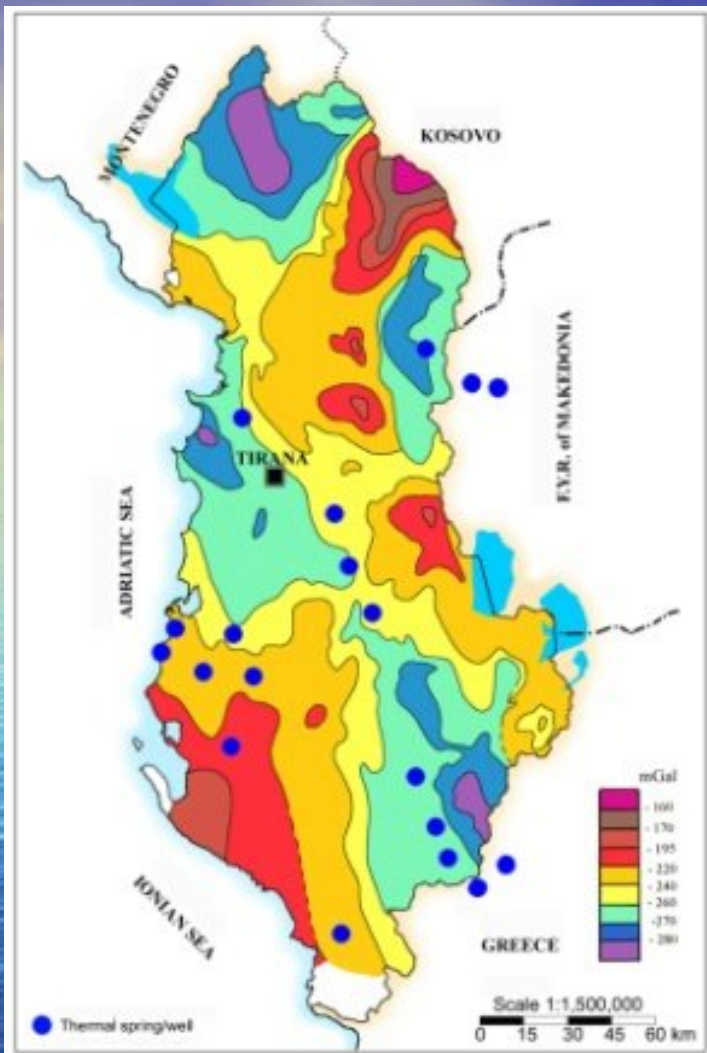 MONTENEGRO
KOSOVO
F.Y.R. of MAKEDONIA
TIRANA
ADRIATIC SEA
IONIAN SEA
GREECE
mGal
- 160
- 170
- 195
- 220
- 240
- 260
-270
- 280
Thermal spring/well
Scale 1:1,500,000
0 15 30 45 60 km